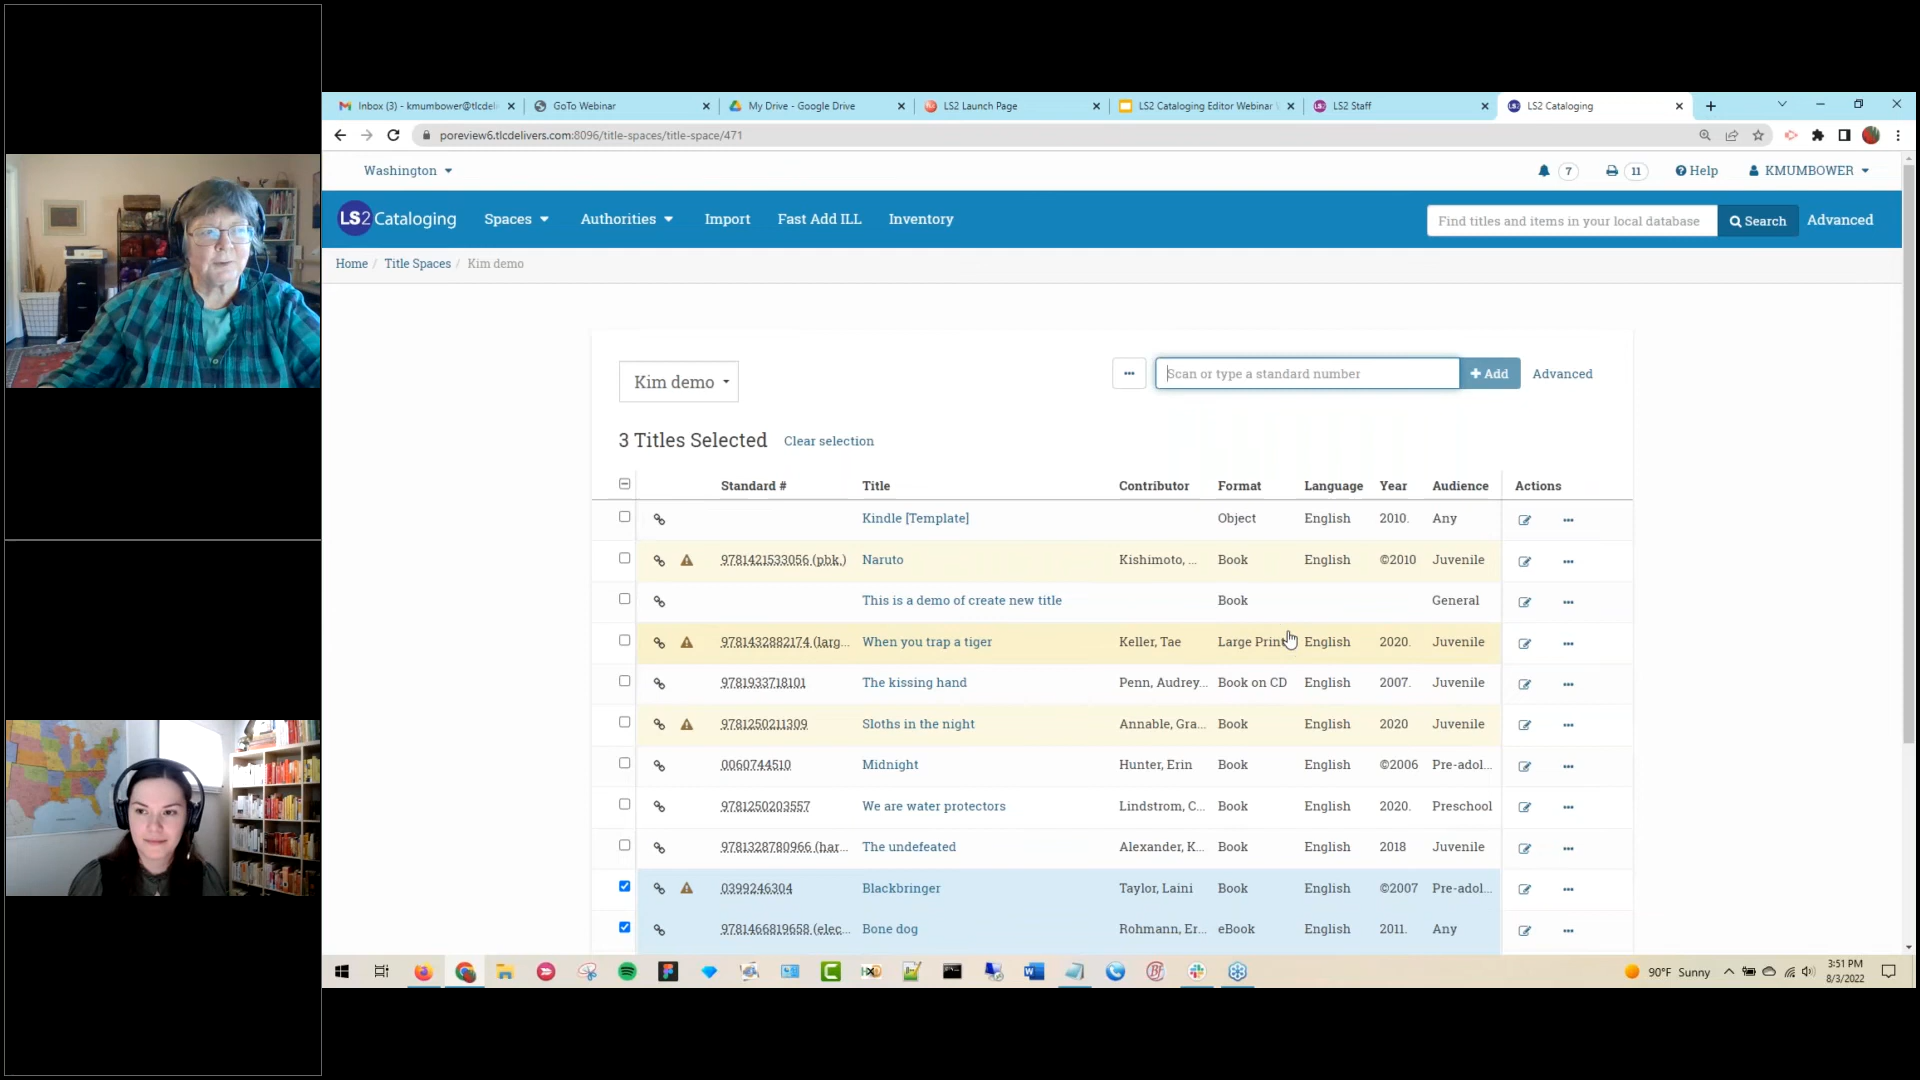 Inbox (3) - kmumbower@tlcdeli
GoTo Webinar
My Drive - Google Drive
LS2 Launch Page
LS2 Cataloging Editor Webinar
LS2 Staff
LS2 Cataloging
poreview6.tlcdelivers.com:8096/title-spaces/title-space/471
Washington
7
11
Help
KMUMBOWER
LS2 Cataloging
Spaces
Authorities
Import
Fast Add ILL
Inventory
Find titles and items in your local database
Search
Advanced
Home / Title Spaces / Kim demo
Kim demo
Scan or type a standard number
+ Add
Advanced
3 Titles Selected Clear selection
Standard # Title Contributor Format Language Year Audience Actions
Kindle [Template] Object English 2010. Any
9781421533056 (pbk.) Naruto Kishimoto, ... Book English ©2010 Juvenile
This is a demo of create new title Book General
9781432882174 (larg... When you trap a tiger Keller, Tae Large Print English 2020. Juvenile
9781933718101 The kissing hand Penn, Audrey... Book on CD English 2007. Juvenile
9781250211309 Sloths in the night Annable, Gra... Book English 2020 Juvenile
0060744510 Midnight Hunter, Erin Book English ©2006 Pre-adol...
9781250203557 We are water protectors Lindstrom, C... Book English 2020. Preschool
9781328780966 (har... The undefeated Alexander, K... Book English 2018 Juvenile
0399246304 Blackbringer Taylor, Laini Book English ©2007 Pre-adol...
9781466819658 (elec... Bone dog Rohmann, Er... eBook English 2011. Any
90°F Sunny
3:51 PM
8/3/2022